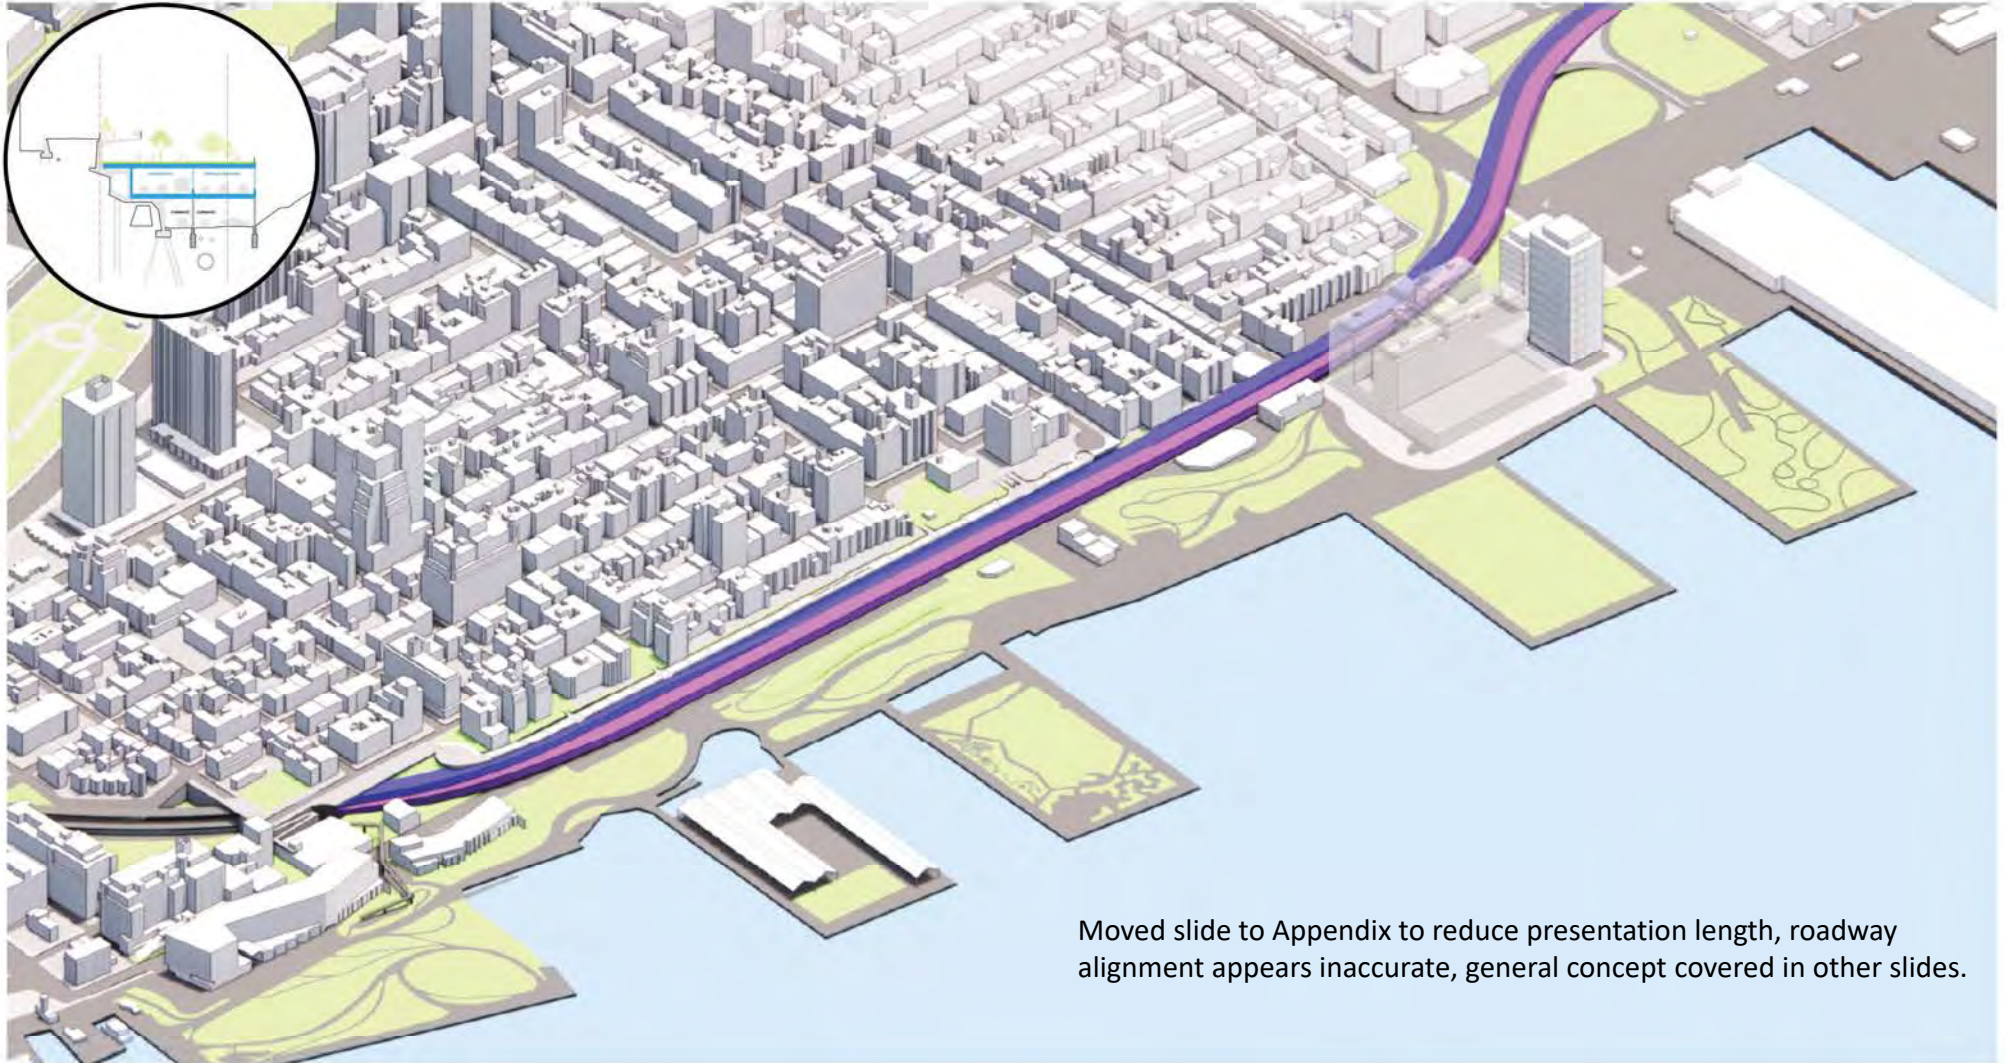 Moved slide to Appendix to reduce presentation length, roadway
alignment appears inaccurate, general concept covered in other slides.